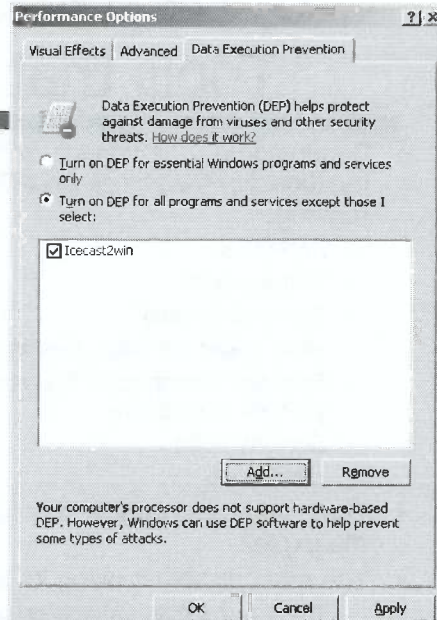 Performance Options
Visual Effects
Advanced
Data Execution Prevention
Data Execution Prevention (DEP) helps protect
against damage from viruses and other security
threats. How does it work?
Turn on DEP for essential Windows programs and services
only
Turn on DEP for all programs and services except those I
select:
Icecast2win
Add...
Remove
Your computer's processor does not support hardware-based
DEP. However, Windows can use DEP software to help prevent
some types of attacks.
OK
Cancel
Apply